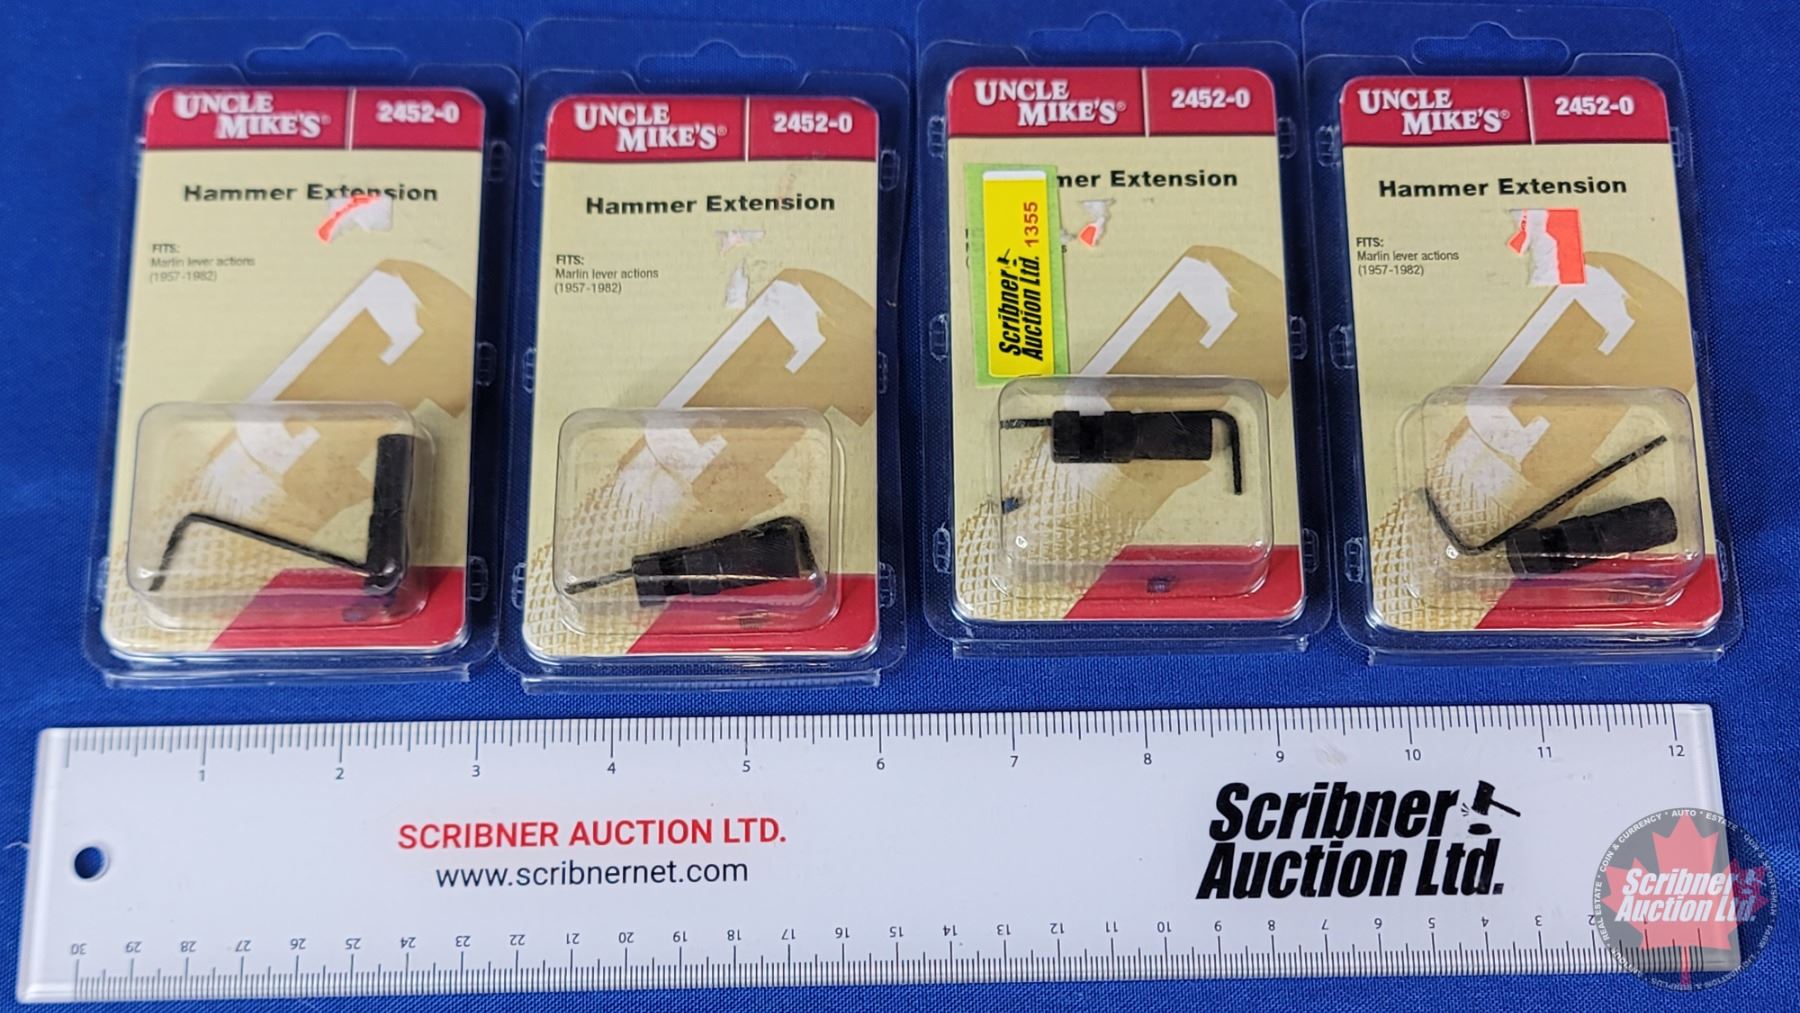 UNCLE
MIKE'S®
2452-0
Hammer Extension
FITS:
Marlin lever actions
(1957-1982)
UNCLE
MIKE'S®
2452-0
Hammer Extension
FITS:
Marlin lever actions
(1957-1982)
UNCLE
MIKE'S®
2452-0
mer Extension
Scribner
Auction Ltd. 1355
UNCLE
MIKE'S®
2452-0
Hammer Extension
FITS:
Marlin lever actions
(1957-1982)
1 2 3 4 5 6 7 8 9 10 11 12
SCRIBNER AUCTION LTD.
www.scribnernet.com
Scribner
Auction Ltd.
30 29 28 27 26 25 24 23 22 21 20 19 18 17 16 15 14 13 12 11 10 9 8 7 6 5 4 3 2
COIN & CURRENCY * AUTO * ESTATE
Scribner
Auction Ltd.